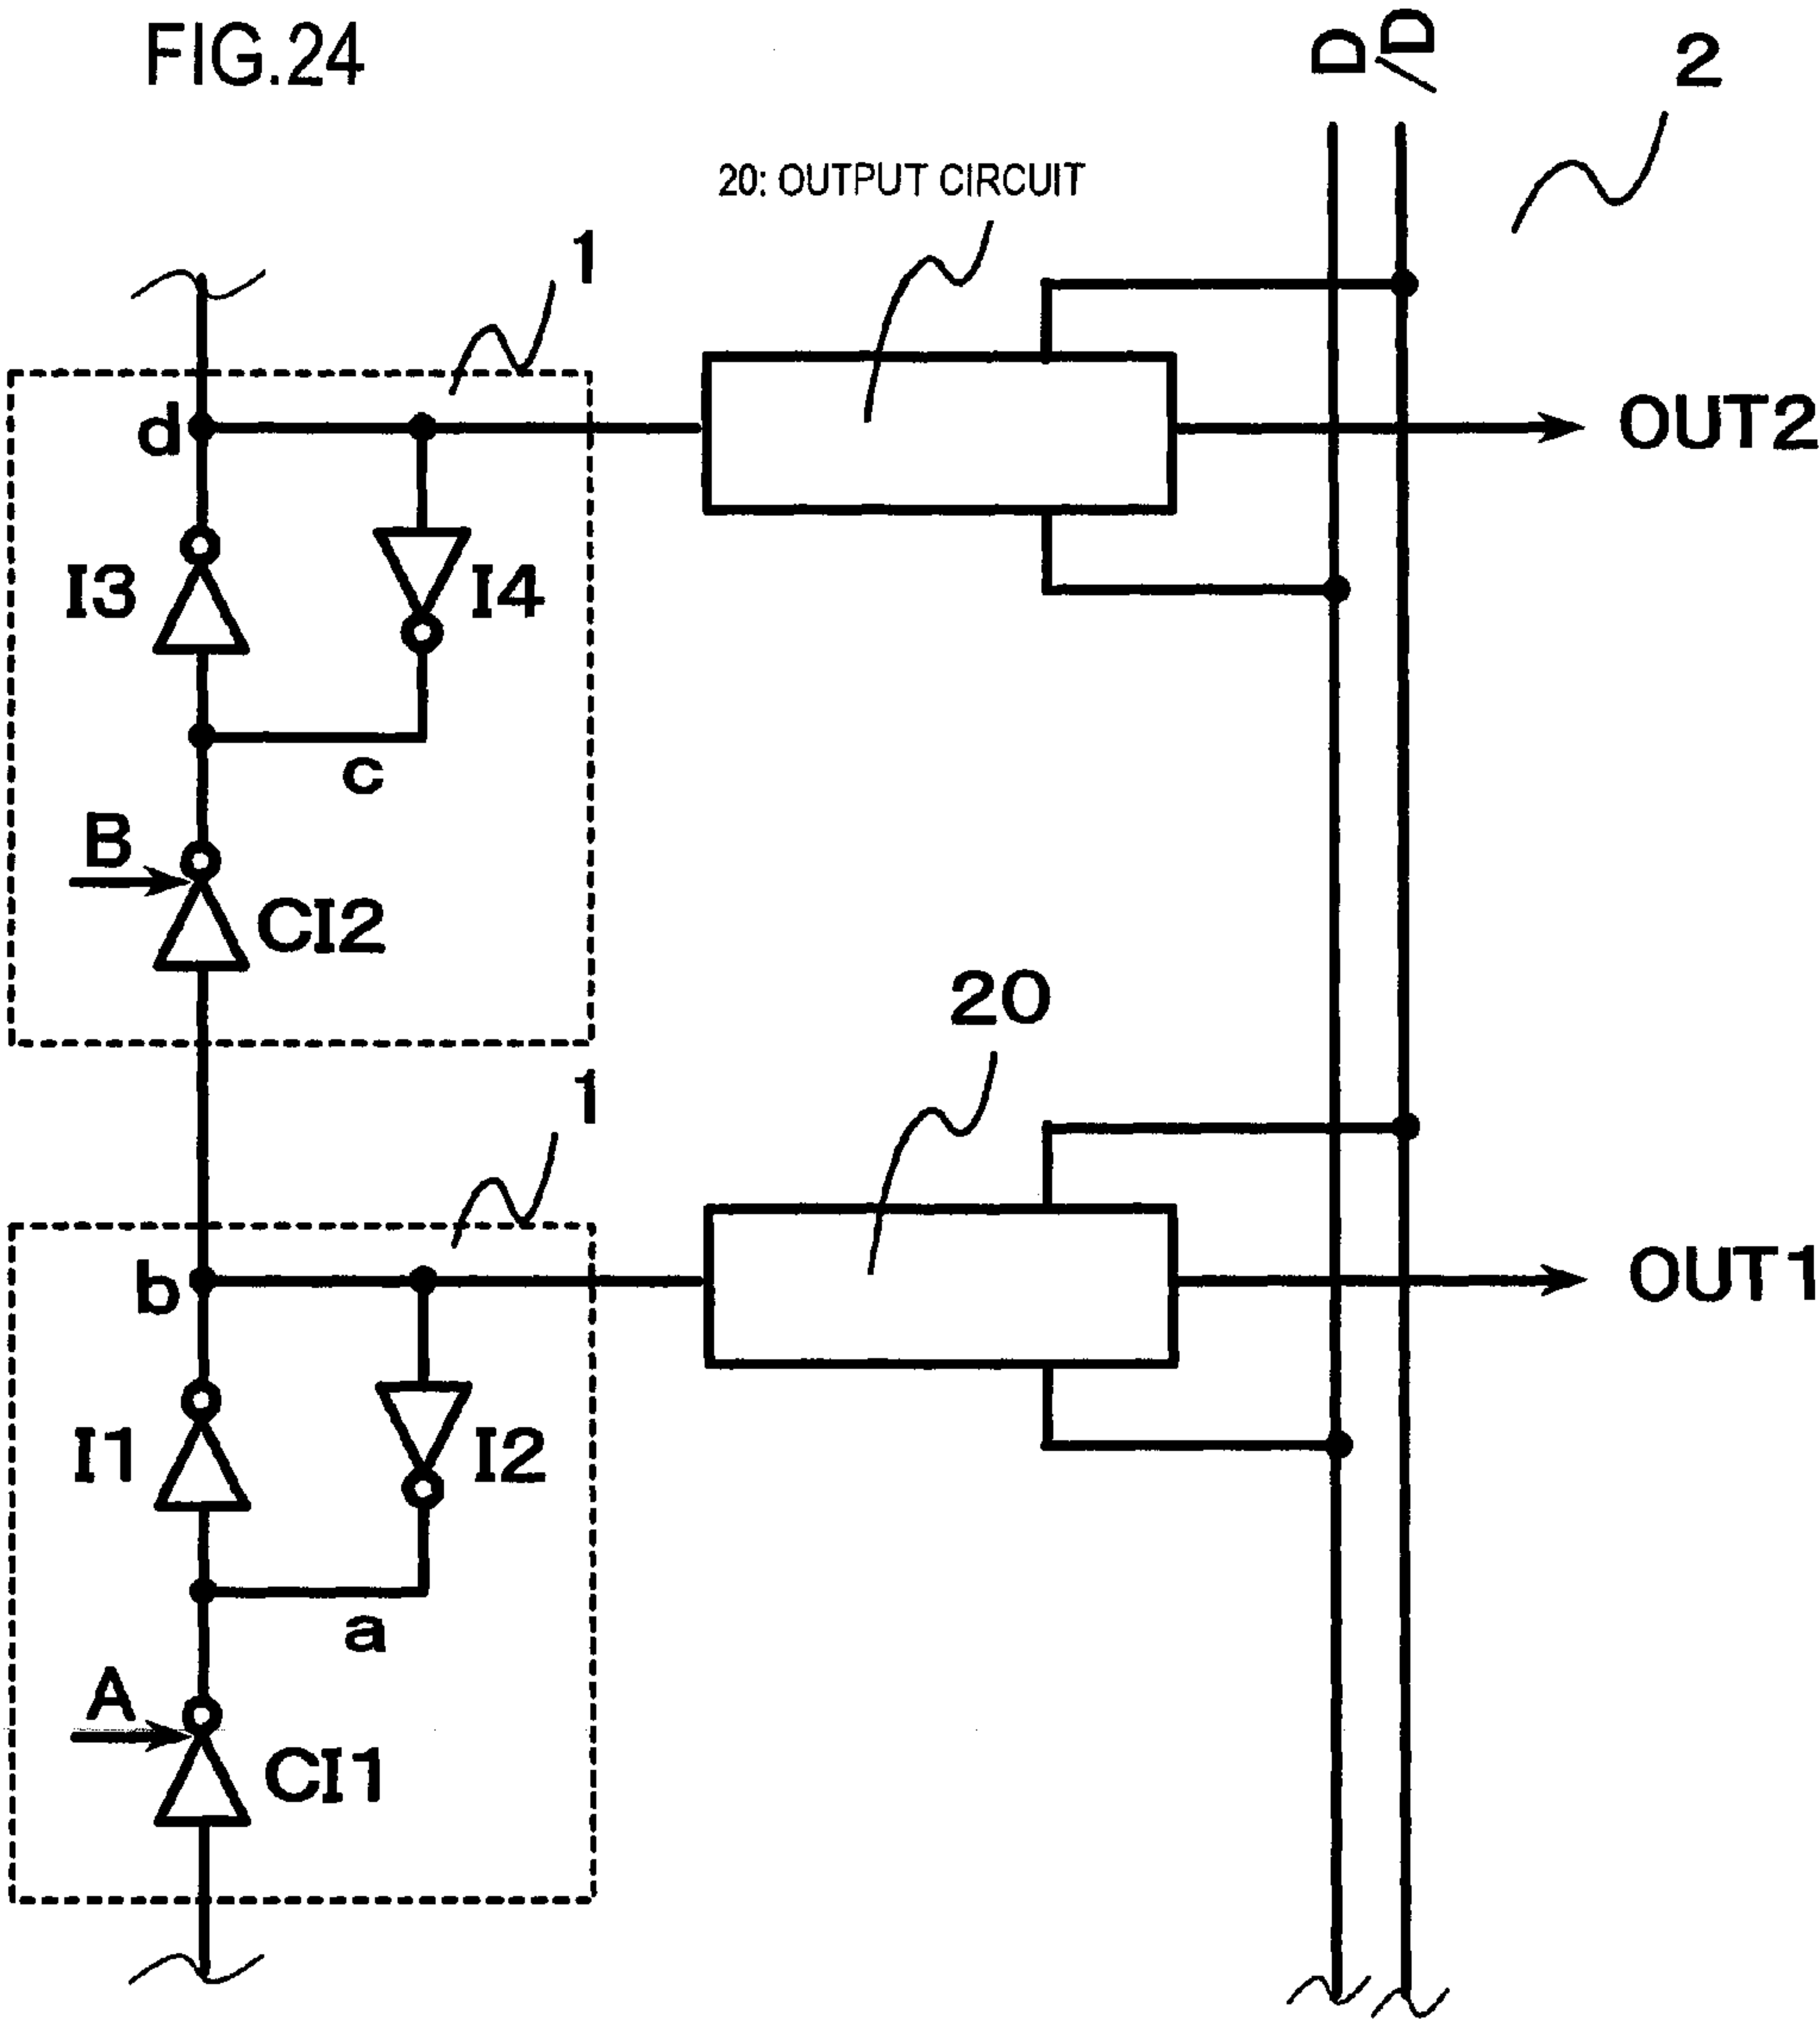 FIG.24
D
/D
2
20: OUTPUT CIRCUIT
1
d
OUT2
I3
I4
c
B
CI2
20
1
b
OUT1
I1
I2
a
A
CI1